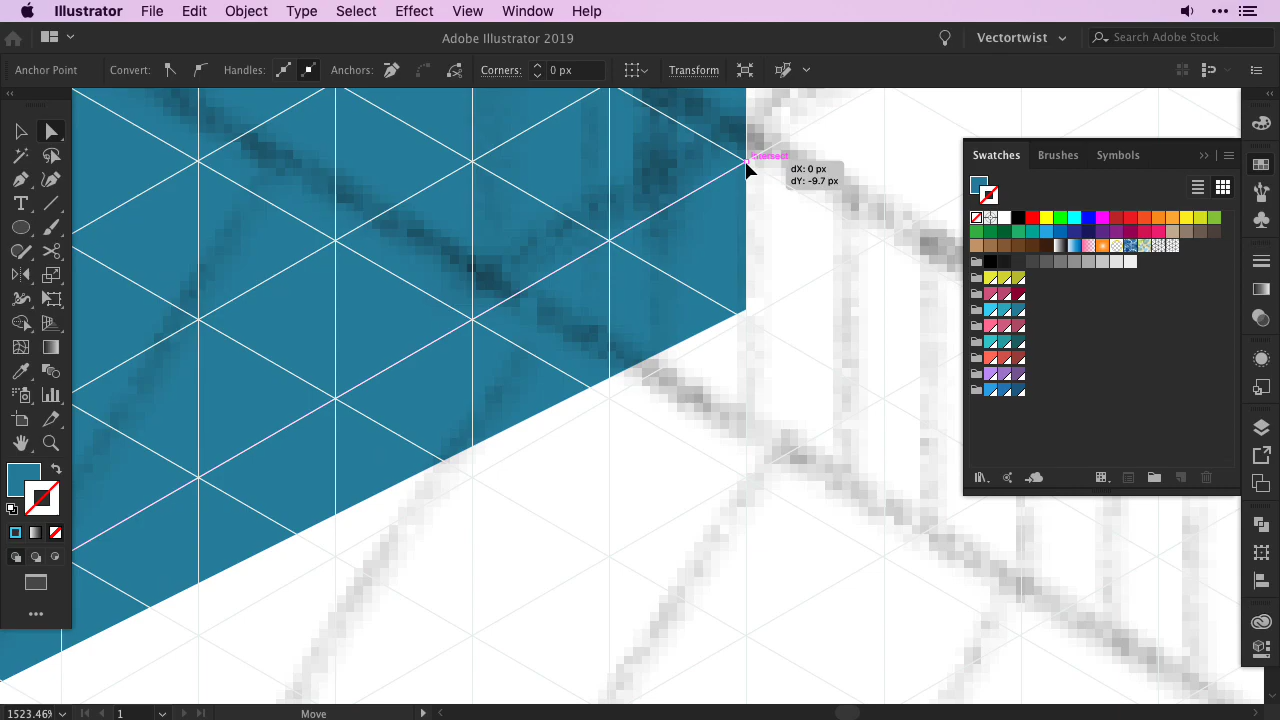 Illustrator File Edit Object Type Select Effect View Window Help
Adobe Illustrator 2019
Vectortwist
Search Adobe Stock
Anchor Point
Convert:
Handles:
Anchors:
Corners:
0 px
Transform
intersect
dX: 0 px
dY: -9.7 px
Swatches Brushes Symbols
1523.46%
1
Move